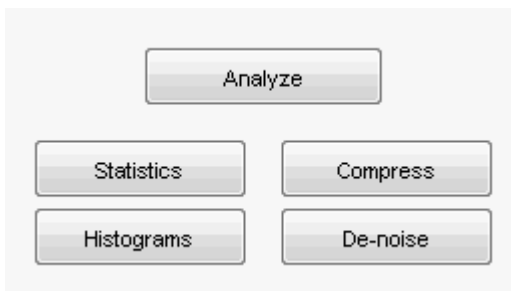 Analyze
Statistics
Compress
Histograms
De-noise